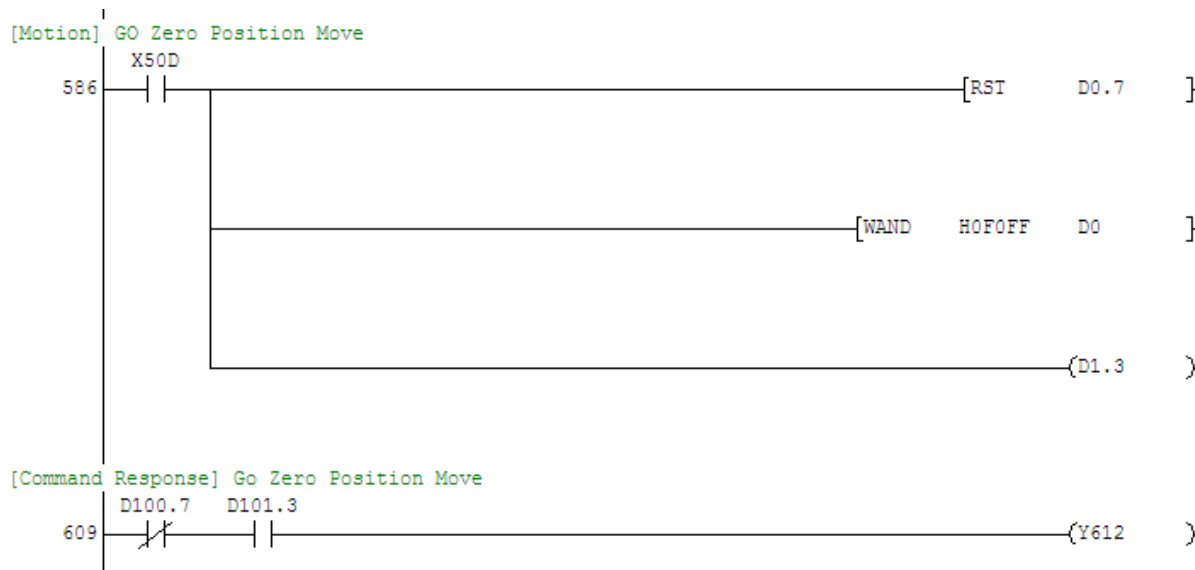 [Motion] GO Zero Position Move
X50D
586 [RST D0.7 ]
[WAND H0F0FF D0 ]
(D1.3 )
[Command Response] Go Zero Position Move
D100.7 D101.3
609 (Y612 )